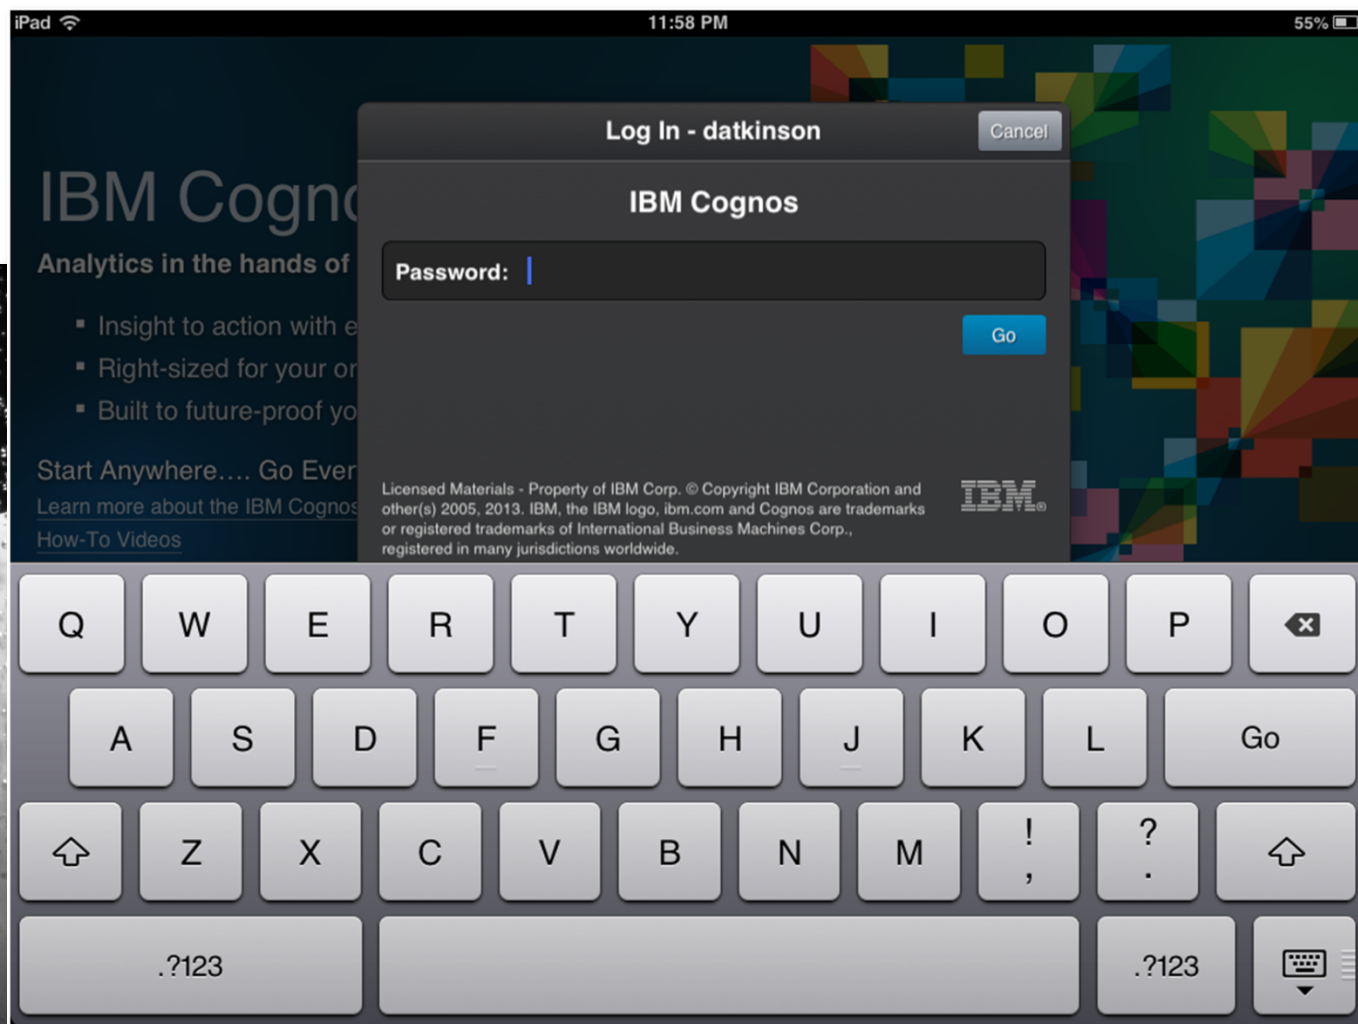 iPad 11:58 PM 55%
Log In - datkinson Cancel
IBM Cogno
IBM Cognos
Analytics in the hands of
Password:
Insight to action with e
Go
Right-sized for your or
Built to future-proof yo
Start Anywhere.... Go Ever
Learn more about the IBM Cognos
How-To Videos
Licensed Materials - Property of IBM Corp. © Copyright IBM Corporation and
other(s) 2005, 2013. IBM, the IBM logo, ibm.com and Cognos are trademarks
or registered trademarks of International Business Machines Corp.,
registered in many jurisdictions worldwide.
IBM®
Q W E R T Y U I O P
A S D F G H J K L Go
Z X C V B N M ! , ? .
.?123 .?123